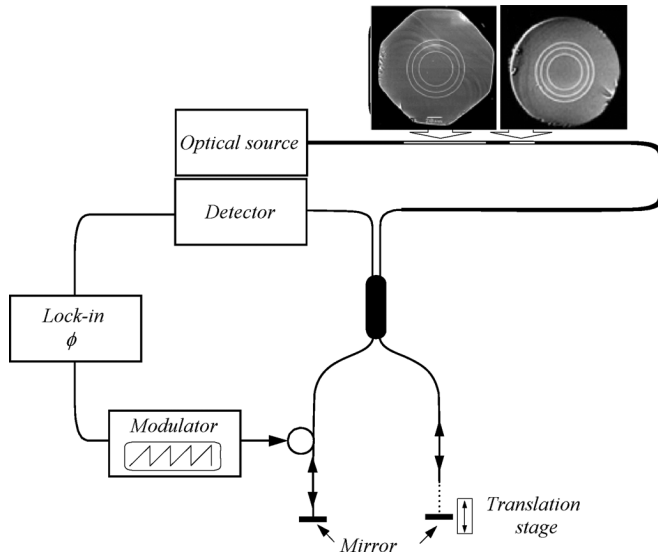 Optical source
Detector
Lock-in
ϕ
Modulator
Translation
stage
Mirror